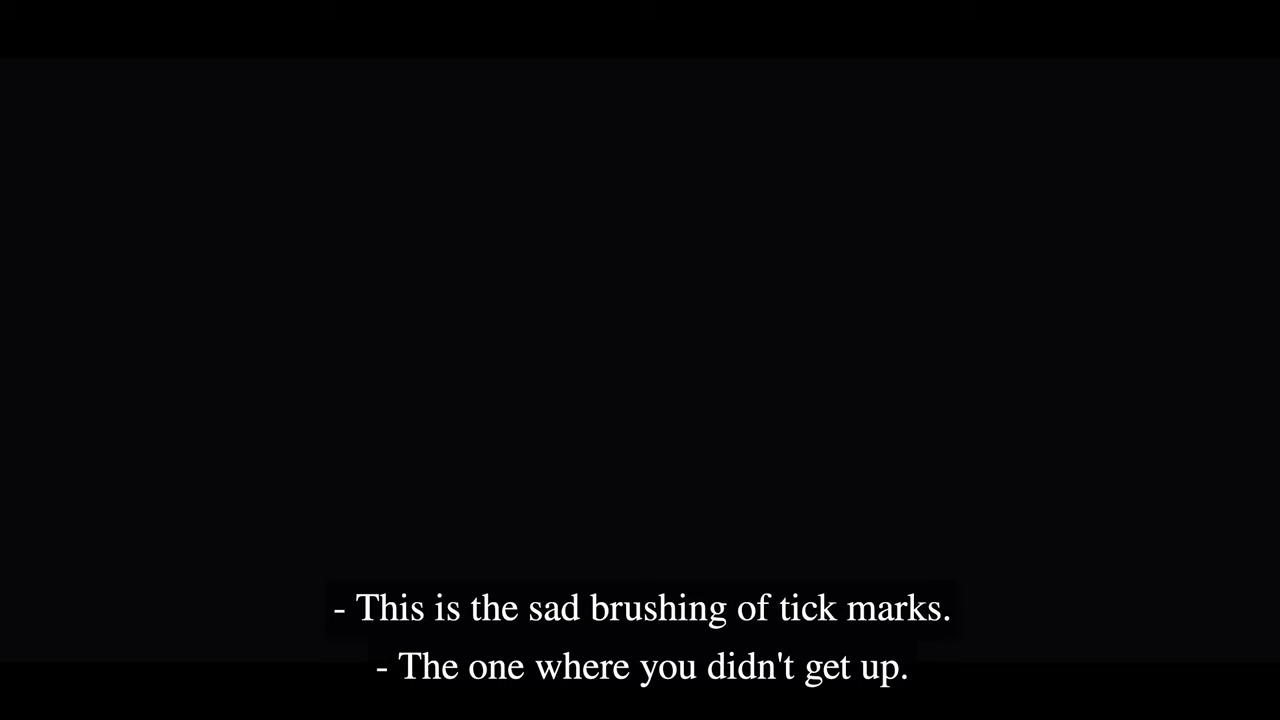 - This is the sad brushing of tick marks.
- The one where you didn't get up.